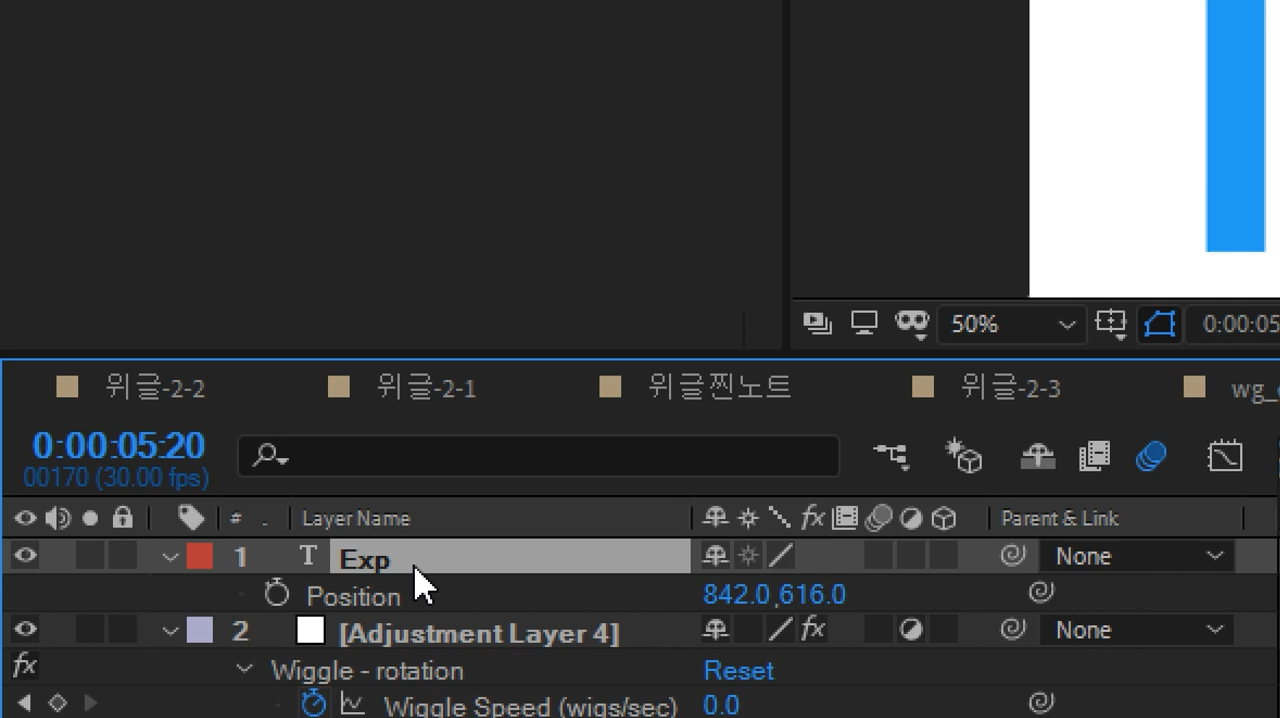 50%
0:00:05
위글-2-2
위글-2-1
위글찐노트
위글-2-3
wg_
0:00:05:20
00170 (30.00 fps)
# . Layer Name fx Parent & Link
1 T Exp None
Position 842.0,616.0
2 [Adjustment Layer 4] fx None
fx Wiggle - rotation Reset
Wiggle Speed (wigs/sec) 0.0